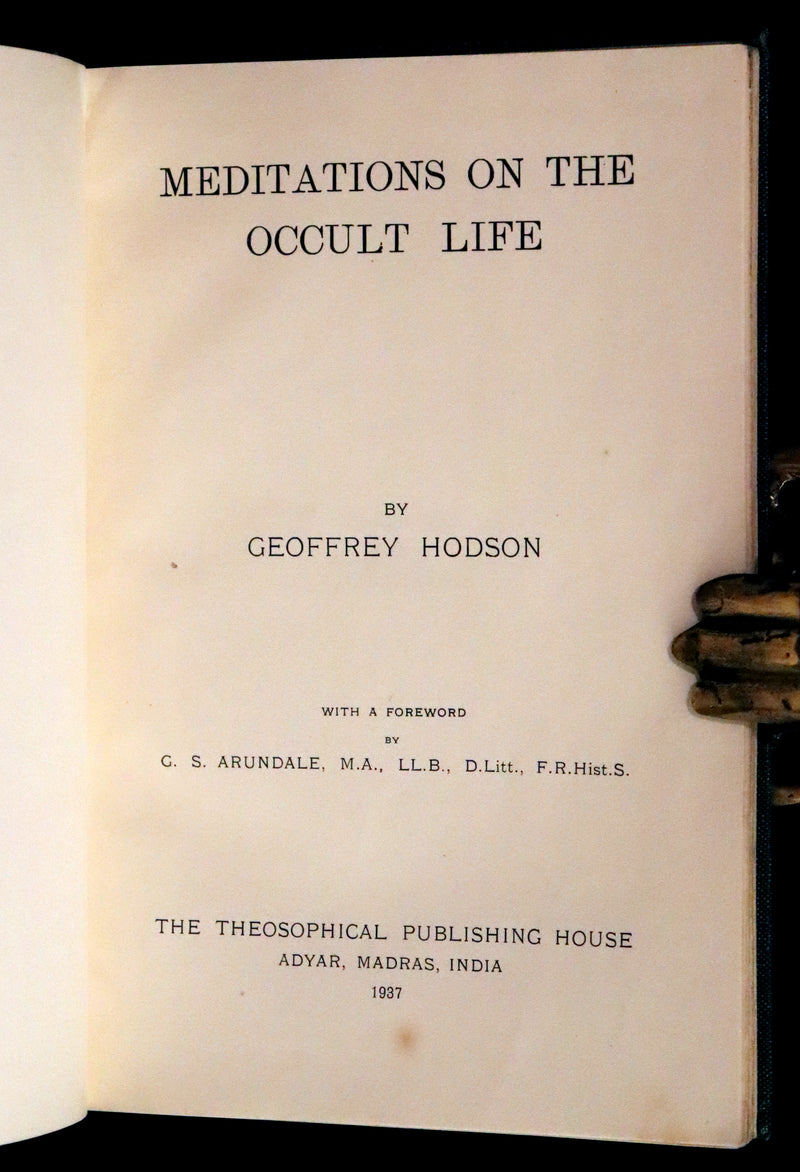 MEDITATIONS ON THE
OCCULT LIFE
BY
GEOFFREY HODSON
WITH A FOREWORD
BY
G. S. ARUNDALE, M.A., LL.B., D.Litt., F.R.Hist.S.
THE THEOSOPHICAL PUBLISHING HOUSE
ADYAR, MADRAS, INDIA
1937